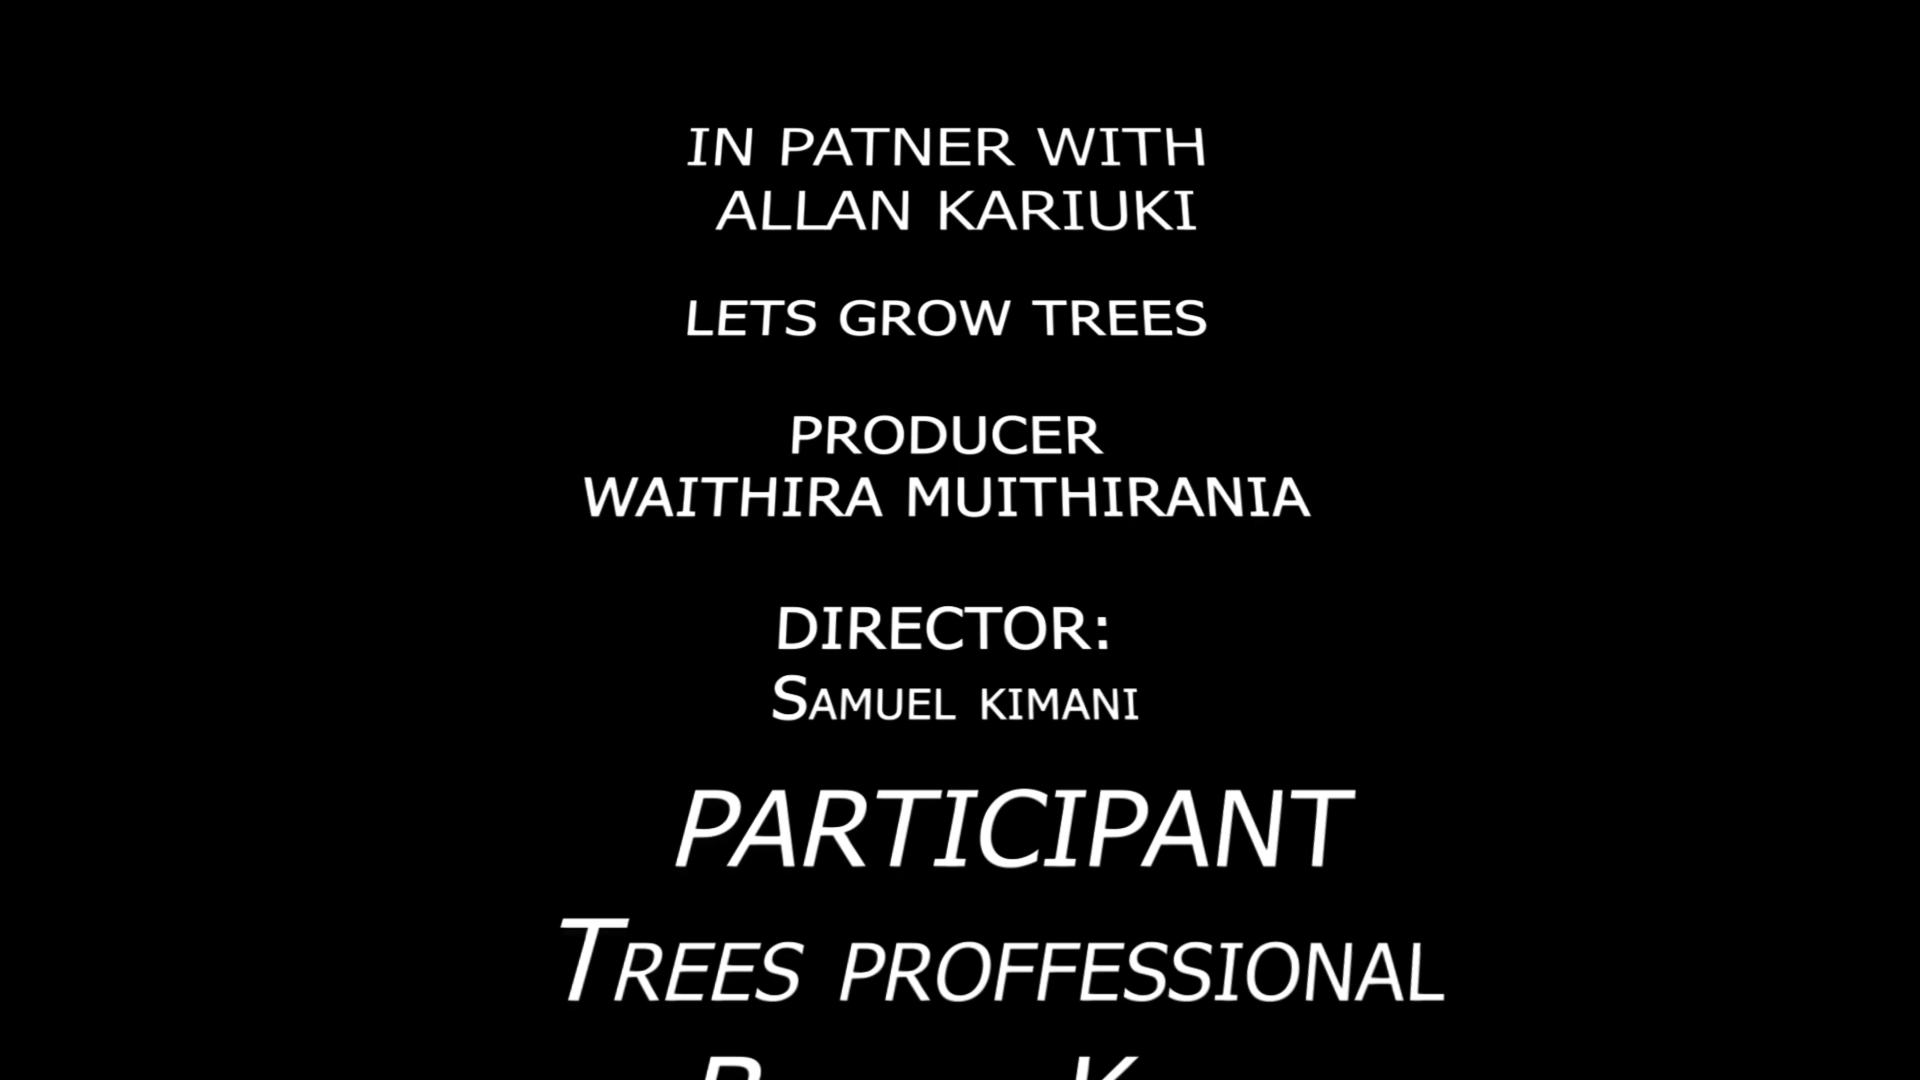 IN PATNER WITH
ALLAN KARIUKI
LETS GROW TREES
PRODUCER
WAITHIRA MUITHIRANIA
DIRECTOR:
SAMUEL KIMANI
PARTICIPANT
TREES PROFFESSIONAL